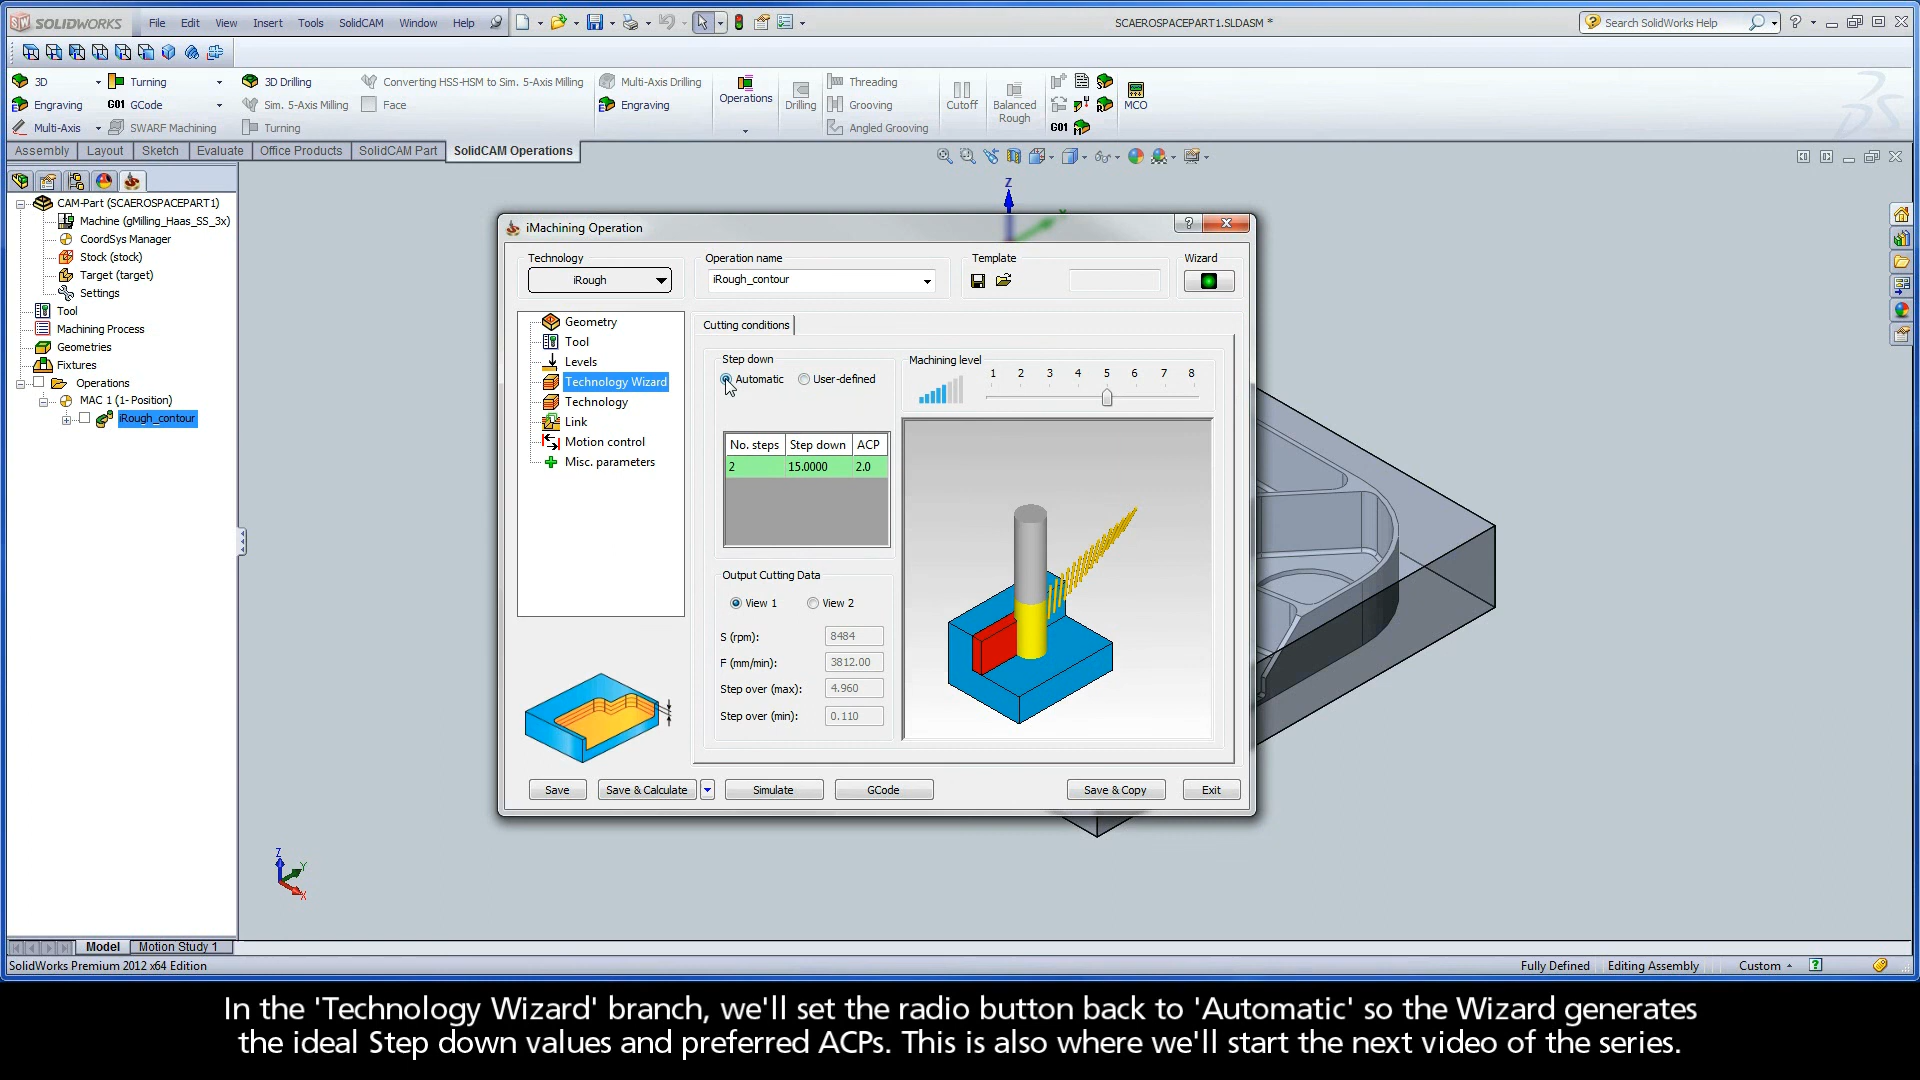 SOLIDWORKS File Edit View Insert Tools SolidCAM Window Help SCAEROSPACEPART1.SLDASM * Search SolidWorks Help
3D Turning 3D Drilling Converting HSS-HSM to Sim. 5-Axis Milling Multi-Axis Drilling Threading
Engraving G01 GCode Sim. 5-Axis Milling Face Engraving Operations Drilling Grooving Cutoff Balanced Rough MCO
Multi-Axis SWARF Machining Turning Angled Grooving G01
Assembly Layout Sketch Evaluate Office Products SolidCAM Part SolidCAM Operations
CAM-Part (SCAEROSPACEPART1)
Machine (gMilling_Haas_SS_3x)
CoordSys Manager
Stock (stock)
Target (target)
Settings
Tool
Machining Process
Geometries
Fixtures
Operations
MAC 1 (1- Position)
iRough_contour
Z
iMachining Operation
Technology Operation name Template Wizard
iRough iRough_contour
Geometry
Tool
Levels
Technology Wizard
Technology
Link
Motion control
Misc. parameters
Cutting conditions
Step down Machining level
Automatic User-defined 1 2 3 4 5 6 7 8
No. steps Step down ACP
2 15.0000 2.0
Output Cutting Data
View 1 View 2
S (rpm): 8484
F (mm/min): 3812.00
Step over (max): 4.960
Step over (min): 0.110
Save Save & Calculate Simulate GCode Save & Copy Exit
Z Y X
Model Motion Study 1
SolidWorks Premium 2012 x64 Edition Fully Defined Editing Assembly Custom
In the 'Technology Wizard' branch, we'll set the radio button back to 'Automatic' so the Wizard generates
the ideal Step down values and preferred ACPs. This is also where we'll start the next video of the series.